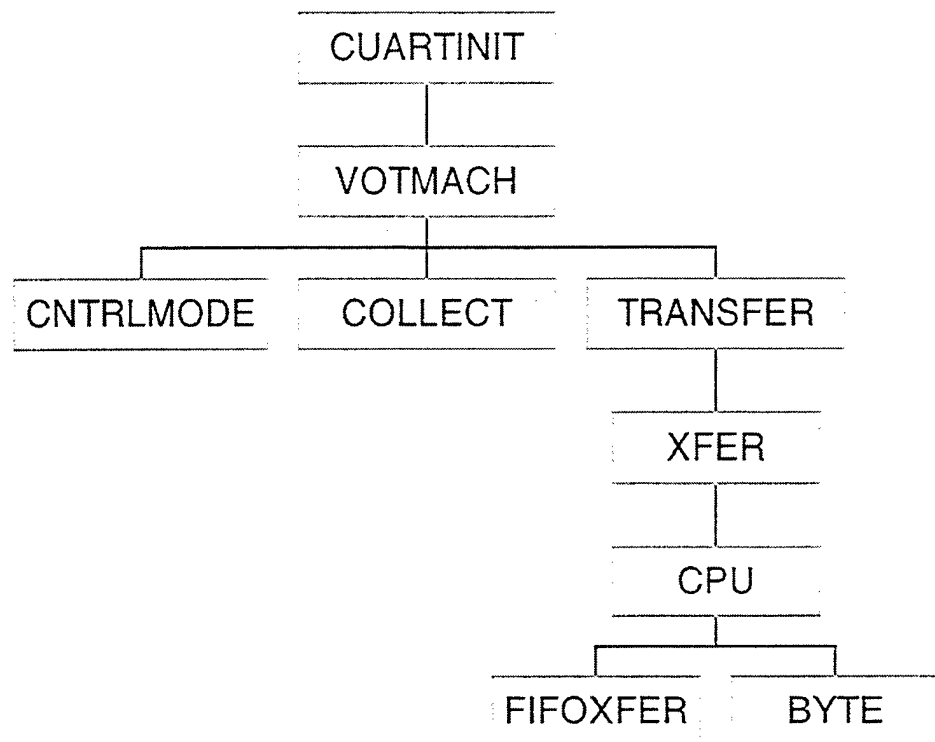 CUARTINIT
VOTMACH
CNTRLMODE COLLECT TRANSFER
XFER
CPU
FIFOXFER BYTE